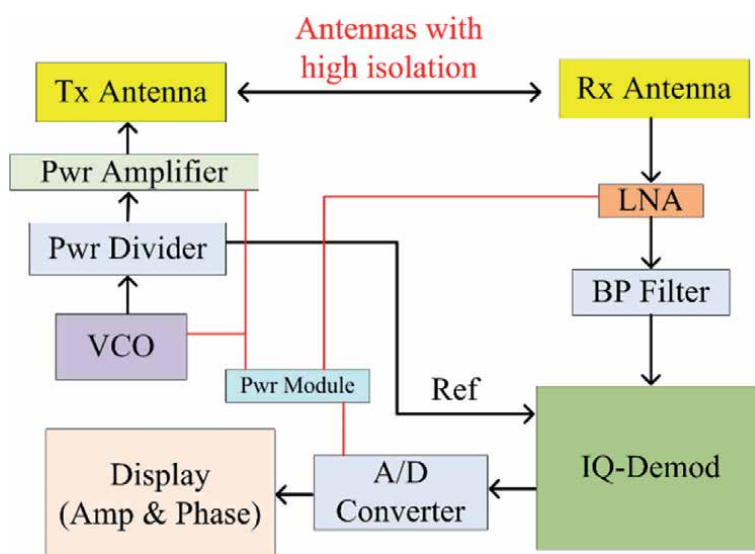 Antennas with
high isolation
Tx Antenna
Rx Antenna
Pwr Amplifier
LNA
Pwr Divider
BP Filter
VCO
Pwr Module
Ref
Display
(Amp & Phase)
A/D
Converter
IQ-Demod